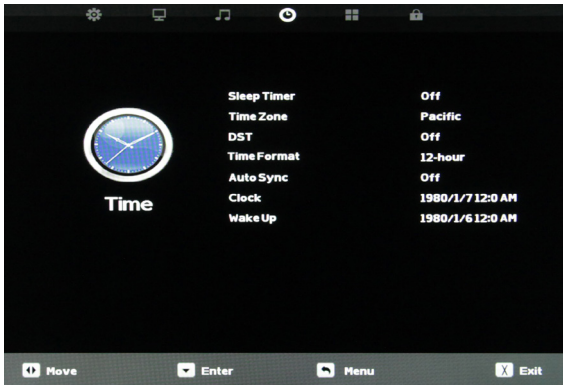 Sleep Timer Off
Time Zone Pacific
DST Off
Time Format 12-hour
Auto Sync Off
Time
Clock 1980/1/7 12:0 AM
Wake Up 1980/1/6 12:0 AM
Move Enter Menu X Exit